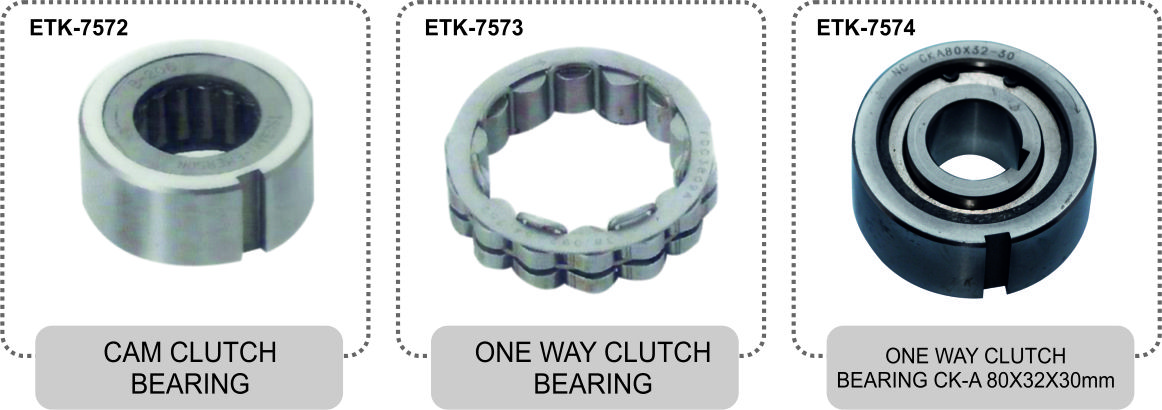 ETK-7572
B-206
CAM CLUTCH
BEARING
ETK-7573
ONE WAY CLUTCH
BEARING
ETK-7574
NC CKA80X32-30
ONE WAY CLUTCH
BEARING CK-A 80X32X30mm